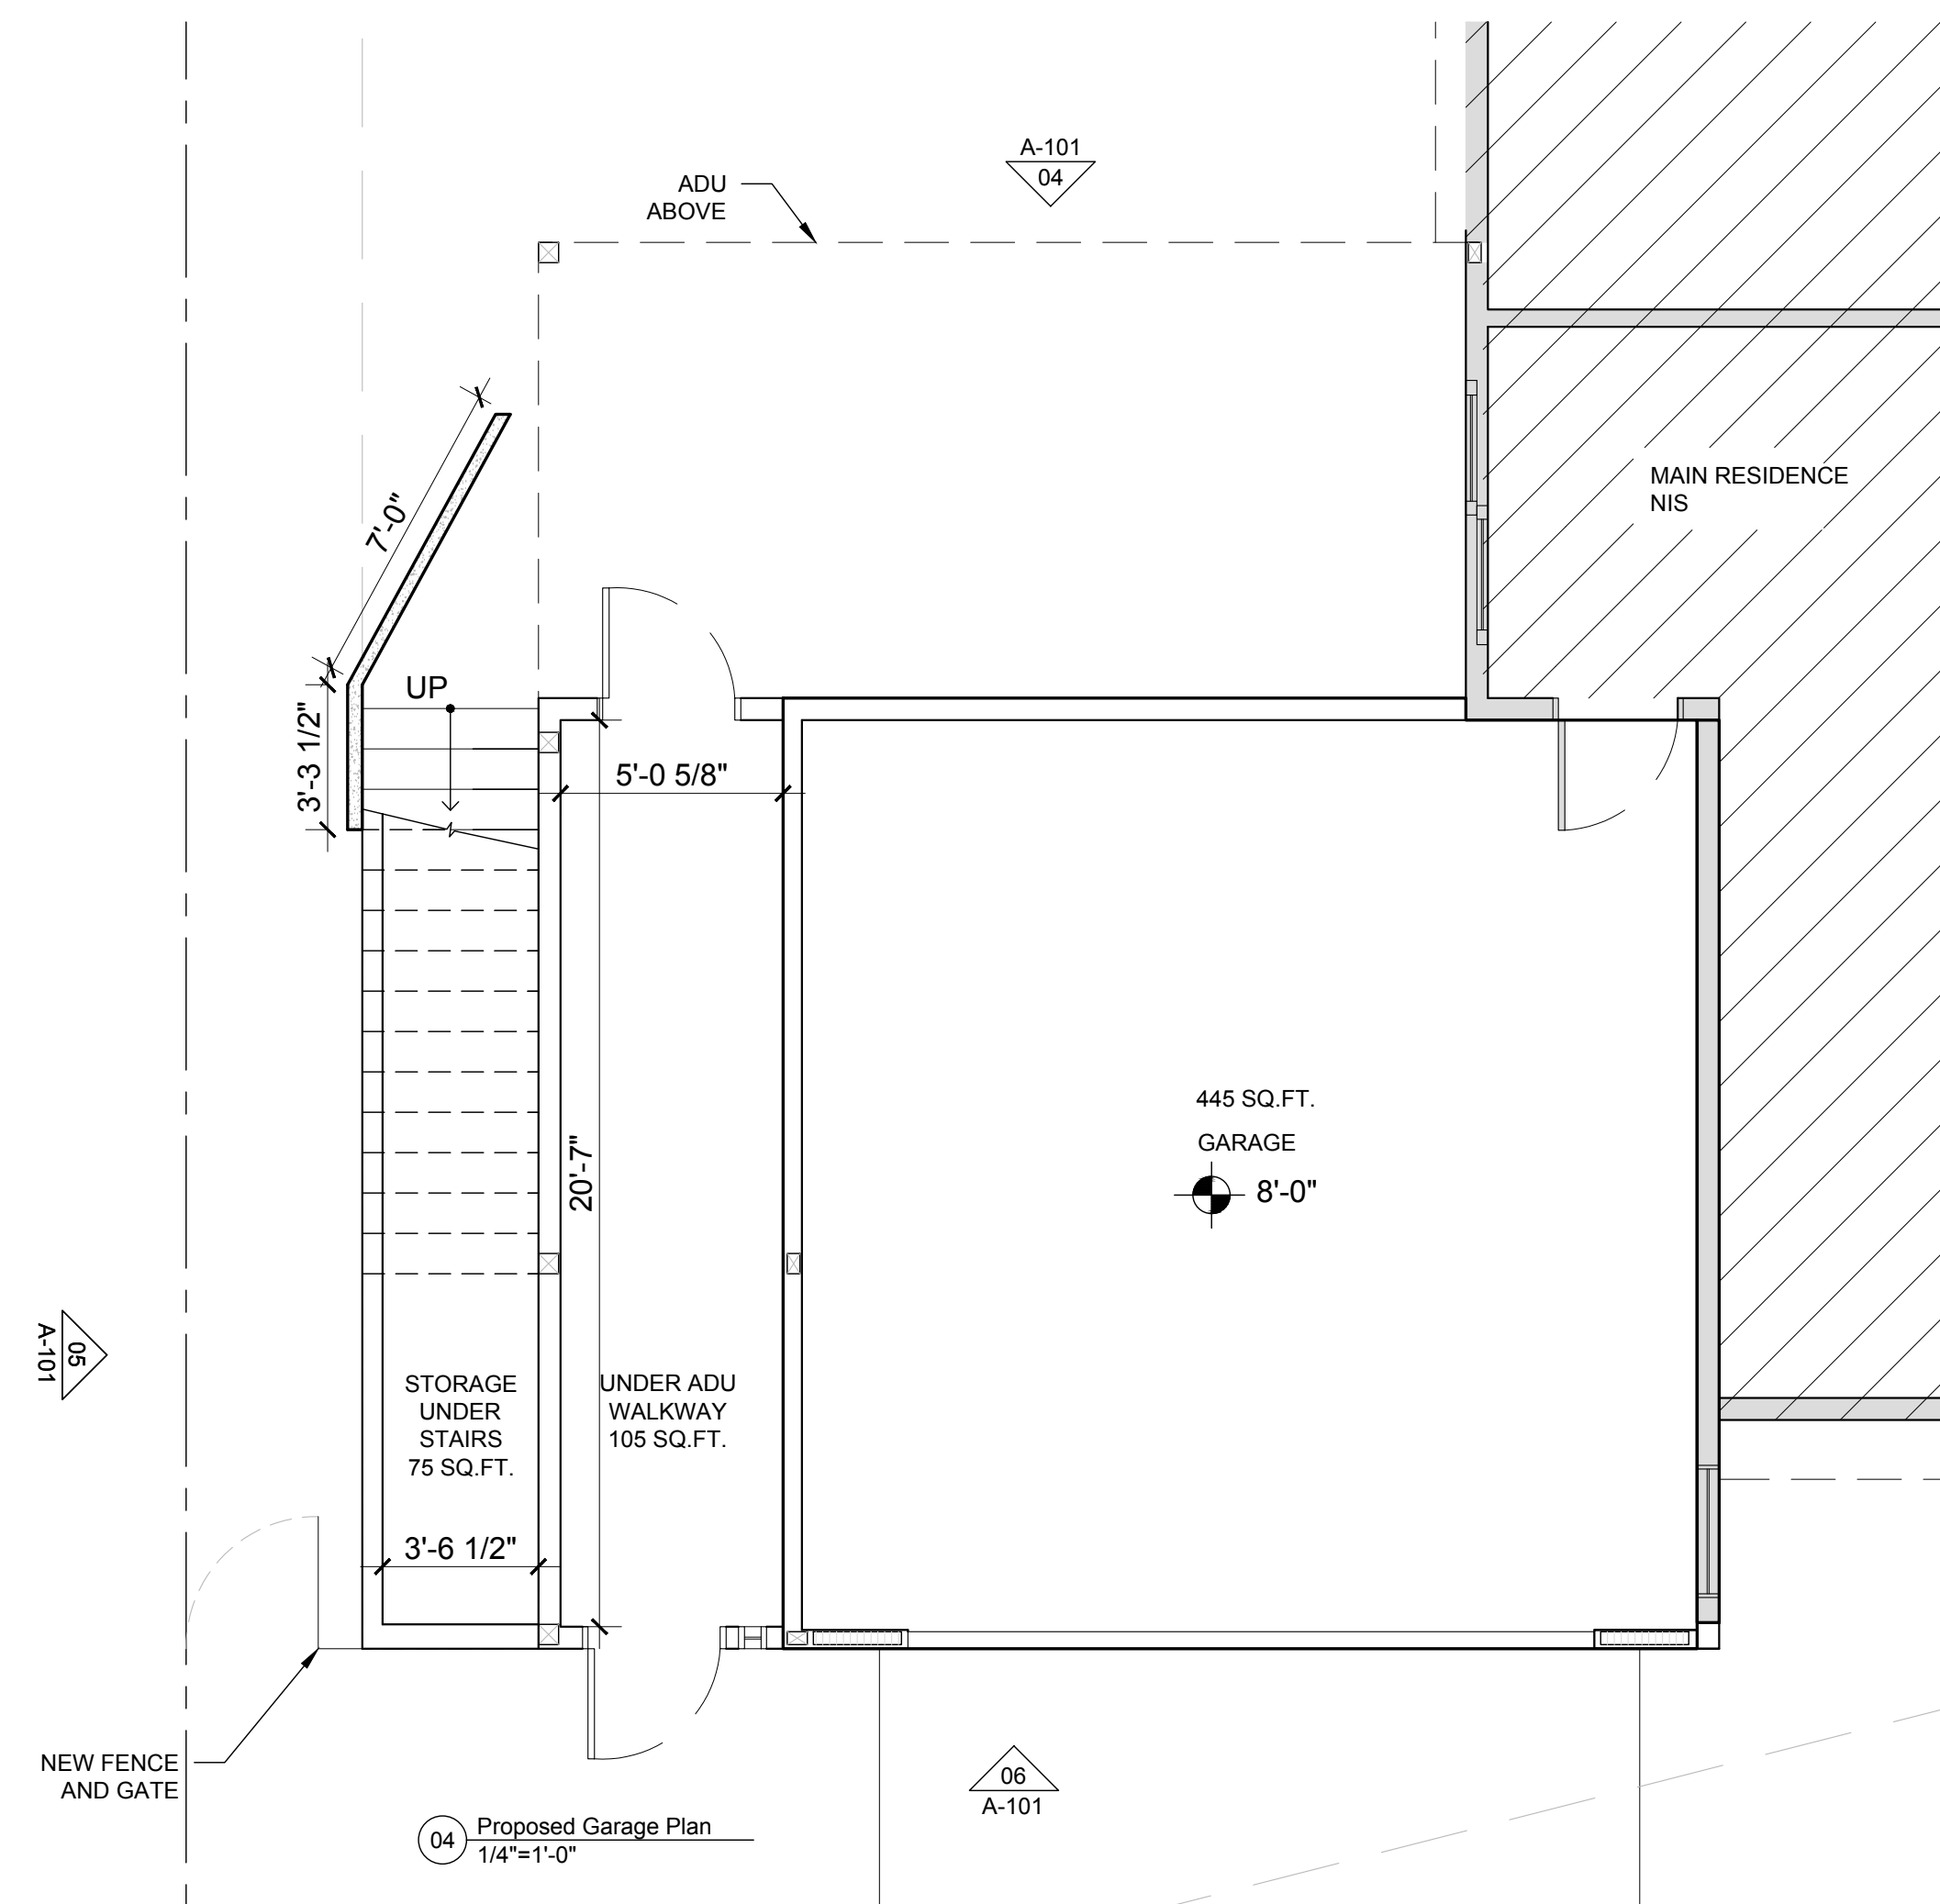 A-101
04
ADU
ABOVE
MAIN RESIDENCE
NIS
7'-0"
UP
3'-3 1/2"
5'-0 5/8"
445 SQ.FT.
GARAGE
8'-0"
20'-7"
05
A-101
STORAGE
UNDER
STAIRS
75 SQ.FT.
UNDER ADU
WALKWAY
105 SQ.FT.
3'-6 1/2"
NEW FENCE
AND GATE
06
A-101
04
Proposed Garage Plan
1/4"=1'-0"